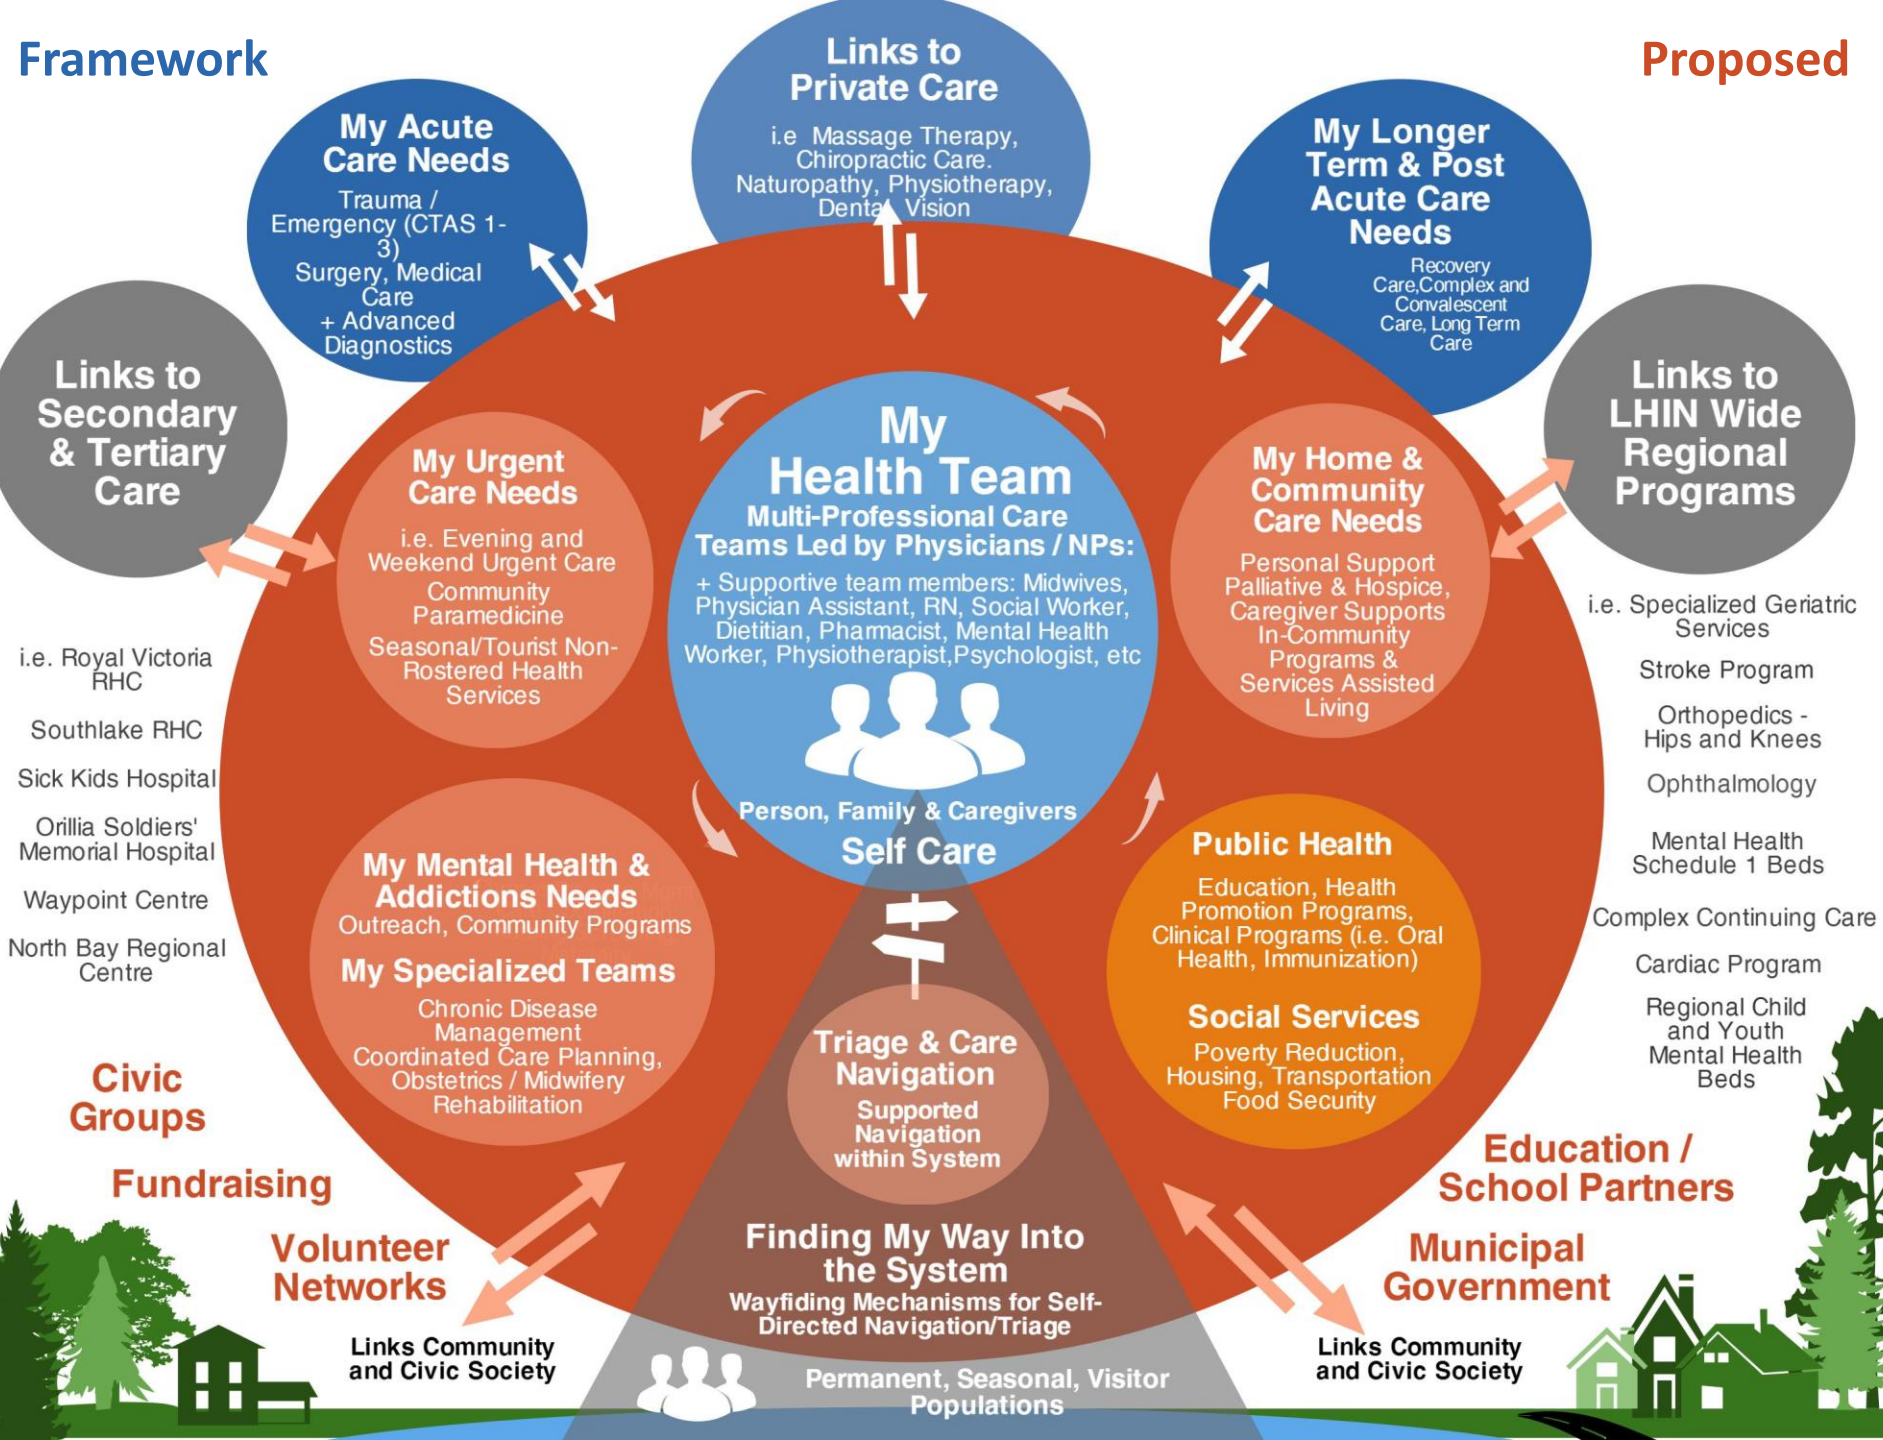 Framework
Proposed
Links to
Private Care
i.e Massage Therapy,
Chiropractic Care.
Naturopathy, Physiotherapy,
Dental, Vision
My Acute
Care Needs
Trauma /
Emergency (CTAS 1-
3)
Surgery, Medical
Care
+ Advanced
Diagnostics
My Longer
Term & Post
Acute Care
Needs
Recovery
Care,Complex and
Convalescent
Care, Long Term
Care
Links to
Secondary
& Tertiary
Care
i.e. Royal Victoria
RHC
Southlake RHC
Sick Kids Hospital
Orillia Soldiers'
Memorial Hospital
Waypoint Centre
North Bay Regional
Centre
Links to
LHIN Wide
Regional
Programs
i.e. Specialized Geriatric
Services
Stroke Program
Orthopedics -
Hips and Knees
Ophthalmology
Mental Health
Schedule 1 Beds
Complex Continuing Care
Cardiac Program
Regional Child
and Youth
Mental Health
Beds
My Urgent
Care Needs
i.e. Evening and
Weekend Urgent Care
Community
Paramedicine
Seasonal/Tourist Non-
Rostered Health
Services
My
Health Team
Multi-Professional Care
Teams Led by Physicians / NPs:
+ Supportive team members: Midwives,
Physician Assistant, RN, Social Worker,
Dietitian, Pharmacist, Mental Health
Worker, Physiotherapist,Psychologist, etc
Person, Family & Caregivers
Self Care
My Home &
Community
Care Needs
Personal Support
Palliative & Hospice,
Caregiver Supports
In-Community
Programs &
Services Assisted
Living
My Mental Health &
Addictions Needs
Outreach, Community Programs
My Specialized Teams
Chronic Disease
Management
Coordinated Care Planning,
Obstetrics / Midwifery
Rehabilitation
Public Health
Education, Health
Promotion Programs,
Clinical Programs (i.e. Oral
Health, Immunization)
Social Services
Poverty Reduction,
Housing, Transportation
Food Security
Triage & Care
Navigation
Supported
Navigation
within System
Finding My Way Into
the System
Wayfiding Mechanisms for Self-
Directed Navigation/Triage
Permanent, Seasonal, Visitor
Populations
Civic
Groups
Fundraising
Volunteer
Networks
Links Community
and Civic Society
Education /
School Partners
Municipal
Government
Links Community
and Civic Society